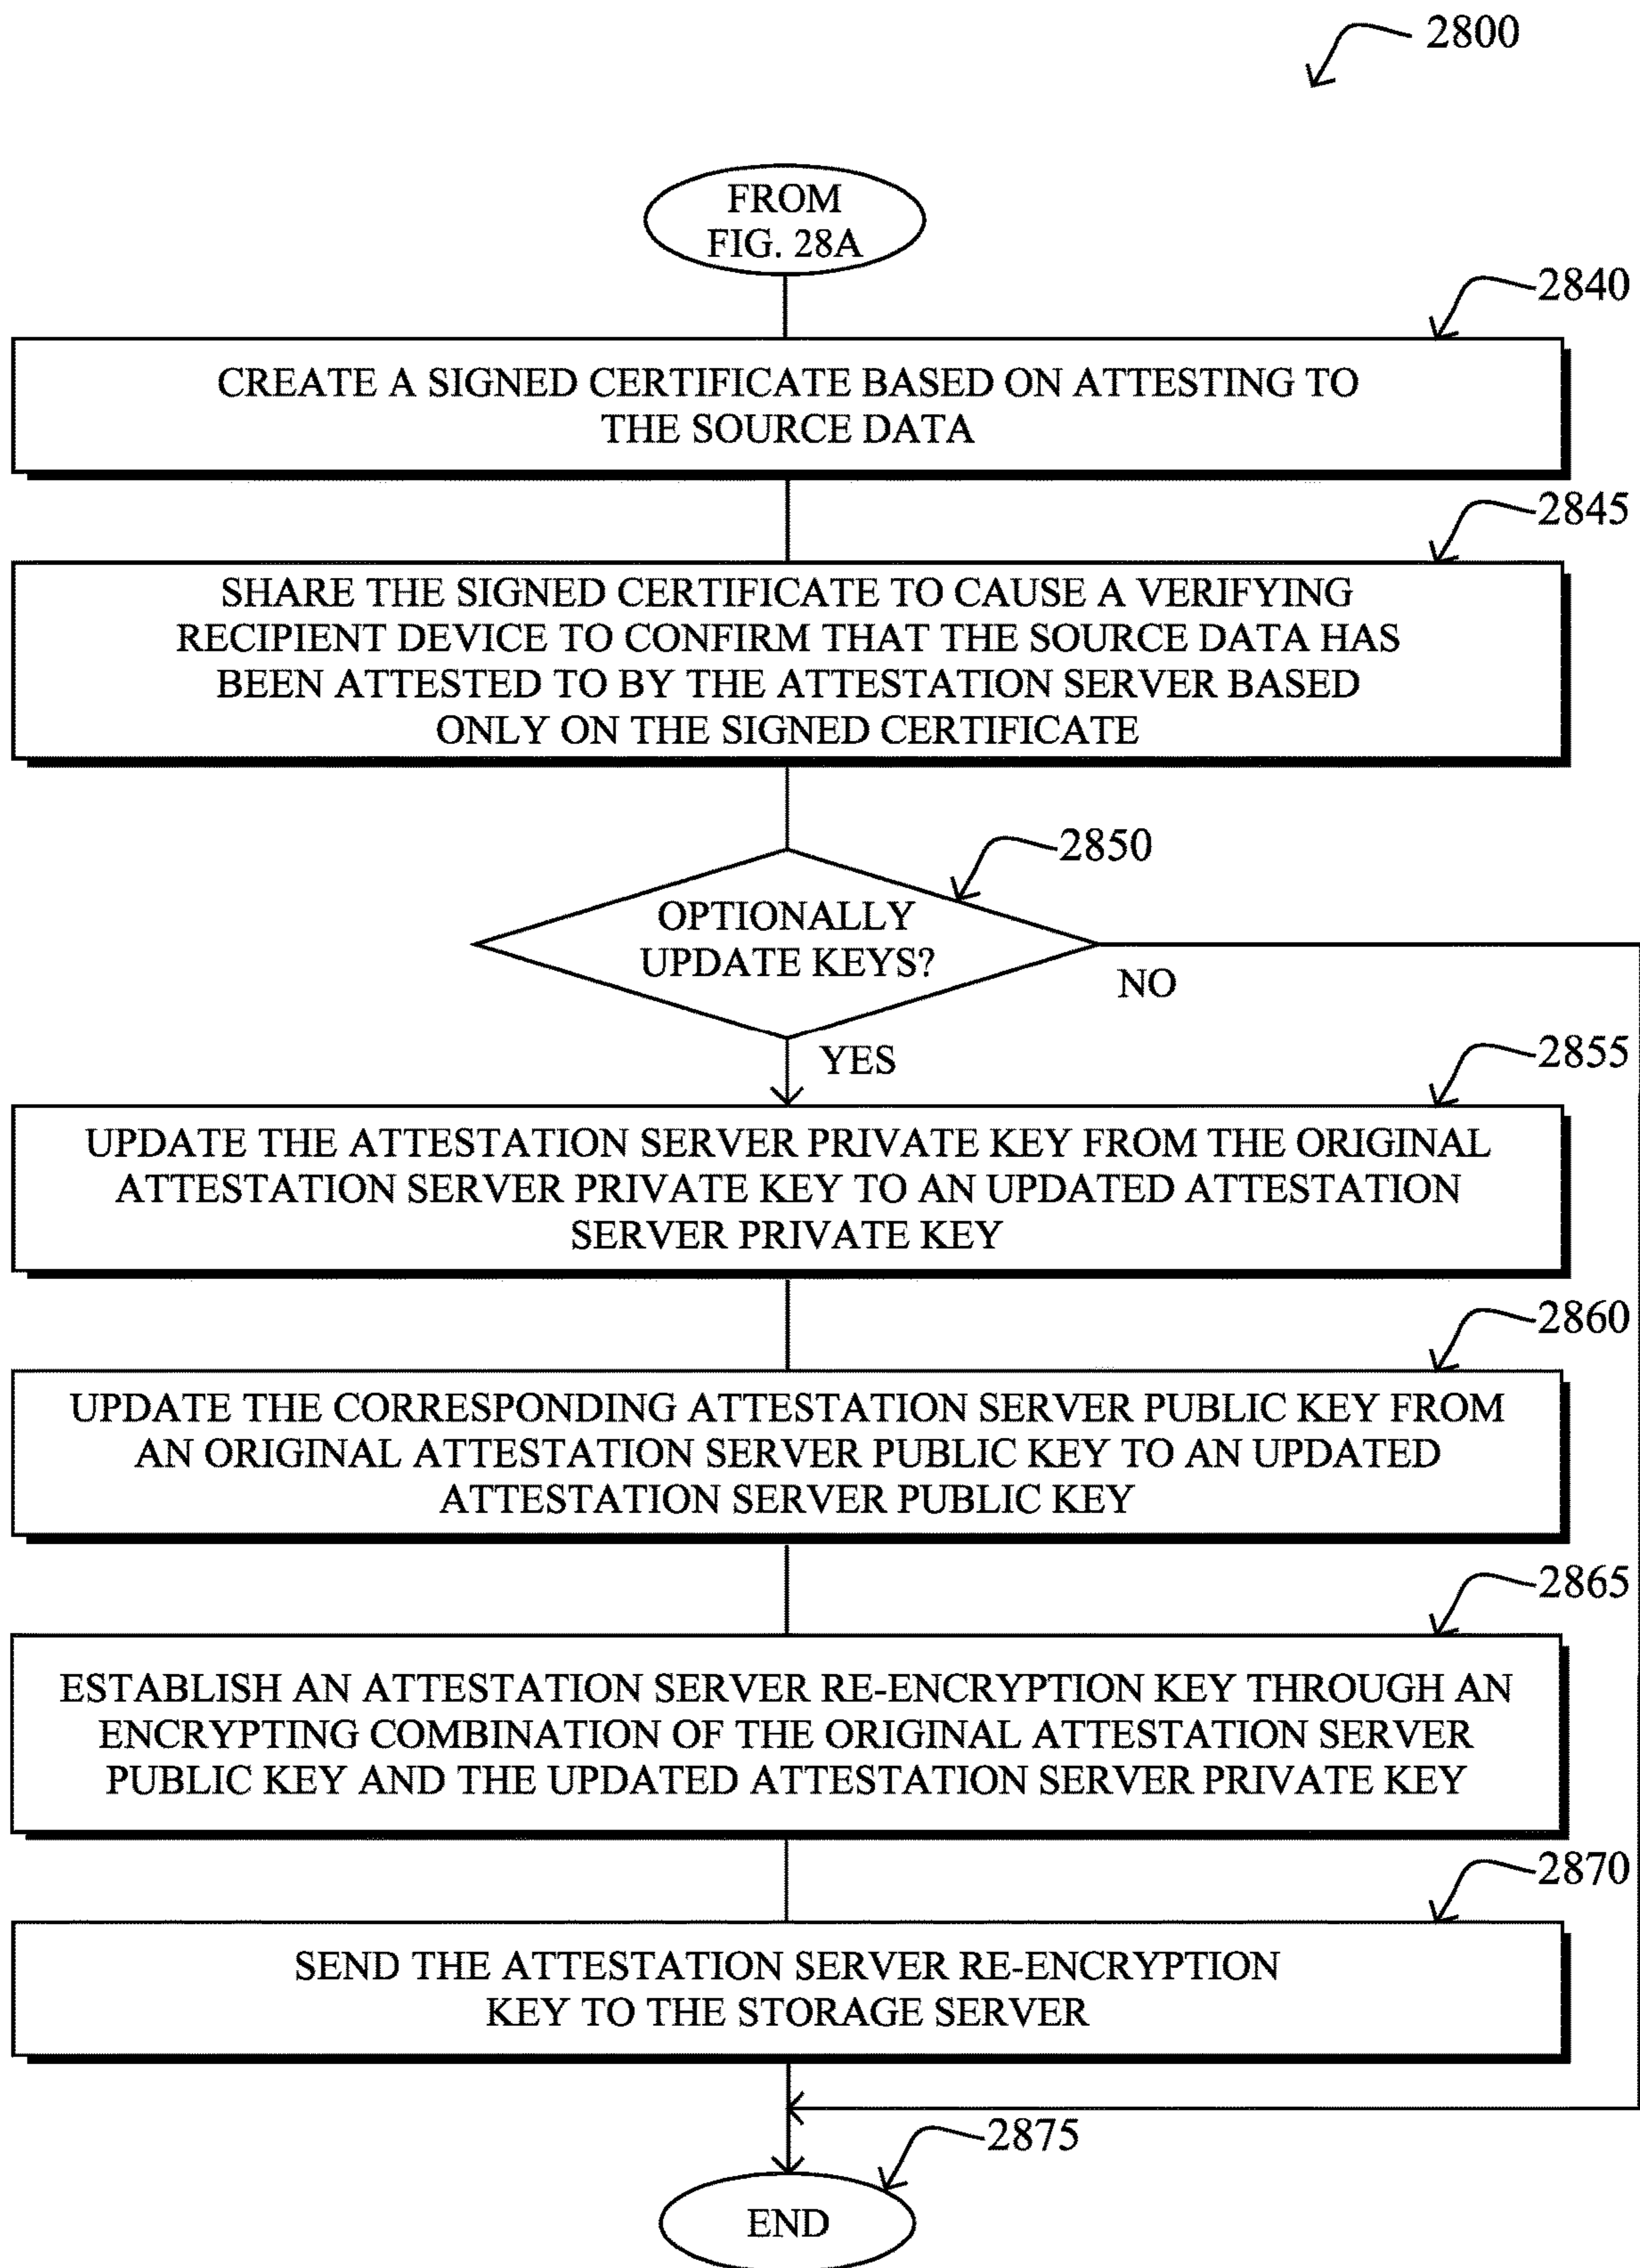 2800
FROM
FIG. 28A
2840
CREATE A SIGNED CERTIFICATE BASED ON ATTESTING TO
THE SOURCE DATA
2845
SHARE THE SIGNED CERTIFICATE TO CAUSE A VERIFYING
RECIPIENT DEVICE TO CONFIRM THAT THE SOURCE DATA HAS
BEEN ATTESTED TO BY THE ATTESTATION SERVER BASED
ONLY ON THE SIGNED CERTIFICATE
2850
OPTIONALLY
UPDATE KEYS?
NO
YES
2855
UPDATE THE ATTESTATION SERVER PRIVATE KEY FROM THE ORIGINAL
ATTESTATION SERVER PRIVATE KEY TO AN UPDATED ATTESTATION
SERVER PRIVATE KEY
2860
UPDATE THE CORRESPONDING ATTESTATION SERVER PUBLIC KEY FROM
AN ORIGINAL ATTESTATION SERVER PUBLIC KEY TO AN UPDATED
ATTESTATION SERVER PUBLIC KEY
2865
ESTABLISH AN ATTESTATION SERVER RE-ENCRYPTION KEY THROUGH AN
ENCRYPTING COMBINATION OF THE ORIGINAL ATTESTATION SERVER
PUBLIC KEY AND THE UPDATED ATTESTATION SERVER PRIVATE KEY
2870
SEND THE ATTESTATION SERVER RE-ENCRYPTION
KEY TO THE STORAGE SERVER
2875
END